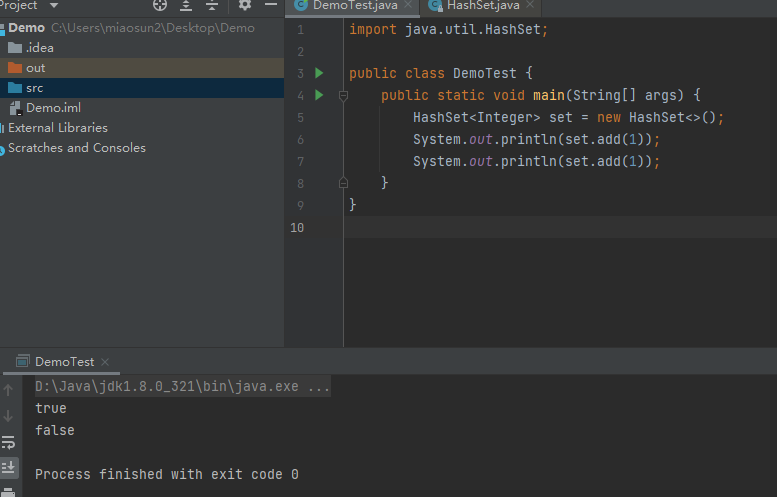 Project
Demo C:\Users\miaosun2\Desktop\Demo
.idea
out
src
Demo.iml
External Libraries
Scratches and Consoles
DemoTest.java
HashSet.java
1 import java.util.HashSet;
2
3 public class DemoTest {
4 public static void main(String[] args) {
5 HashSet<Integer> set = new HashSet<>();
6 System.out.println(set.add(1));
7 System.out.println(set.add(1));
8 }
9 }
10
DemoTest
D:\Java\jdk1.8.0_321\bin\java.exe ...
true
false
Process finished with exit code 0